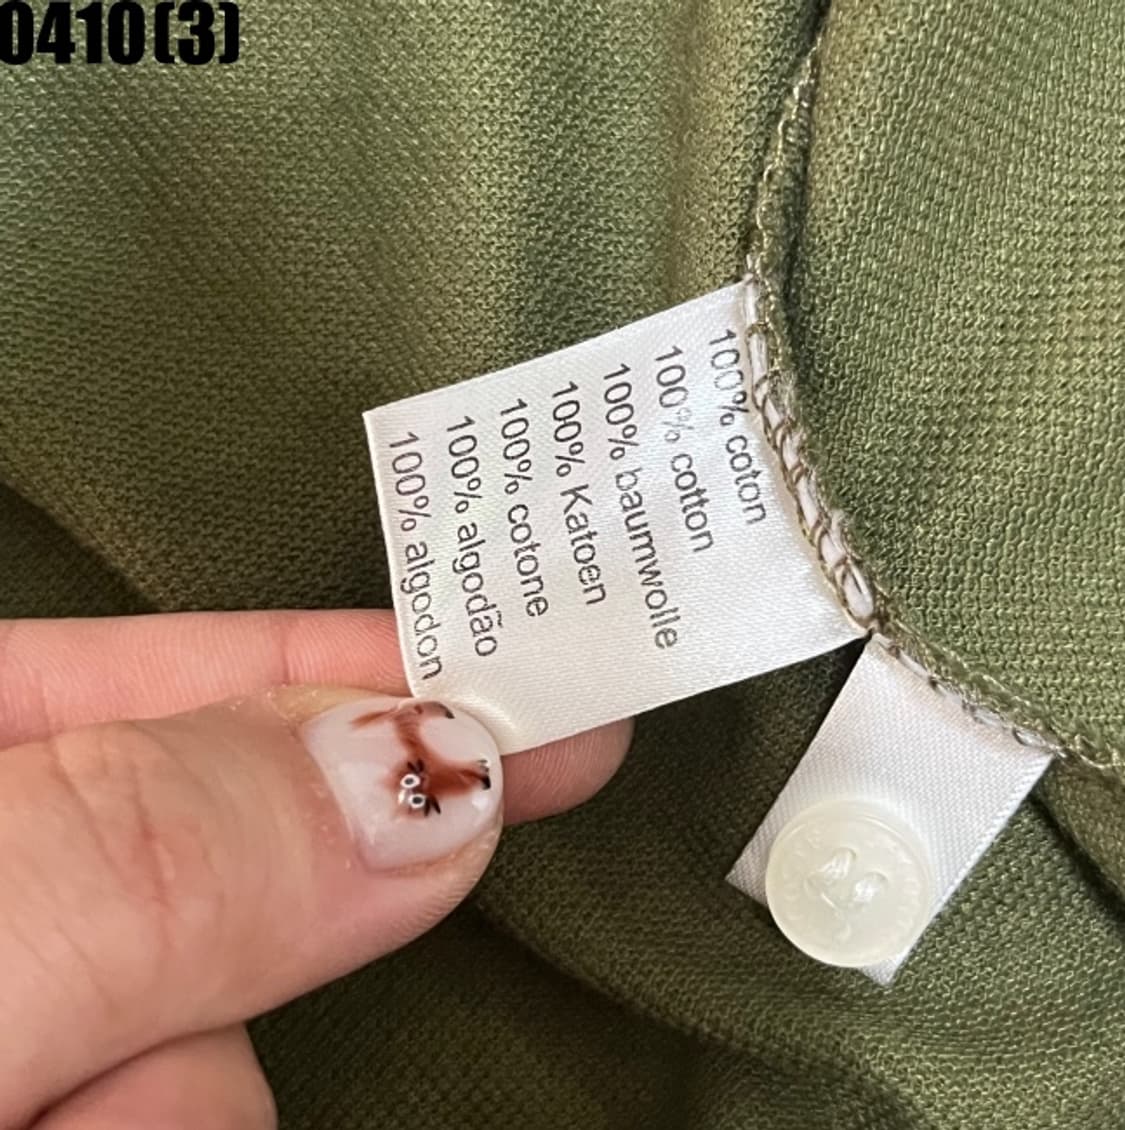 0410(3)
100% coton
100% cotton
100% baumwolle
100% Katoen
100% cotone
100% algodão
100% algodon